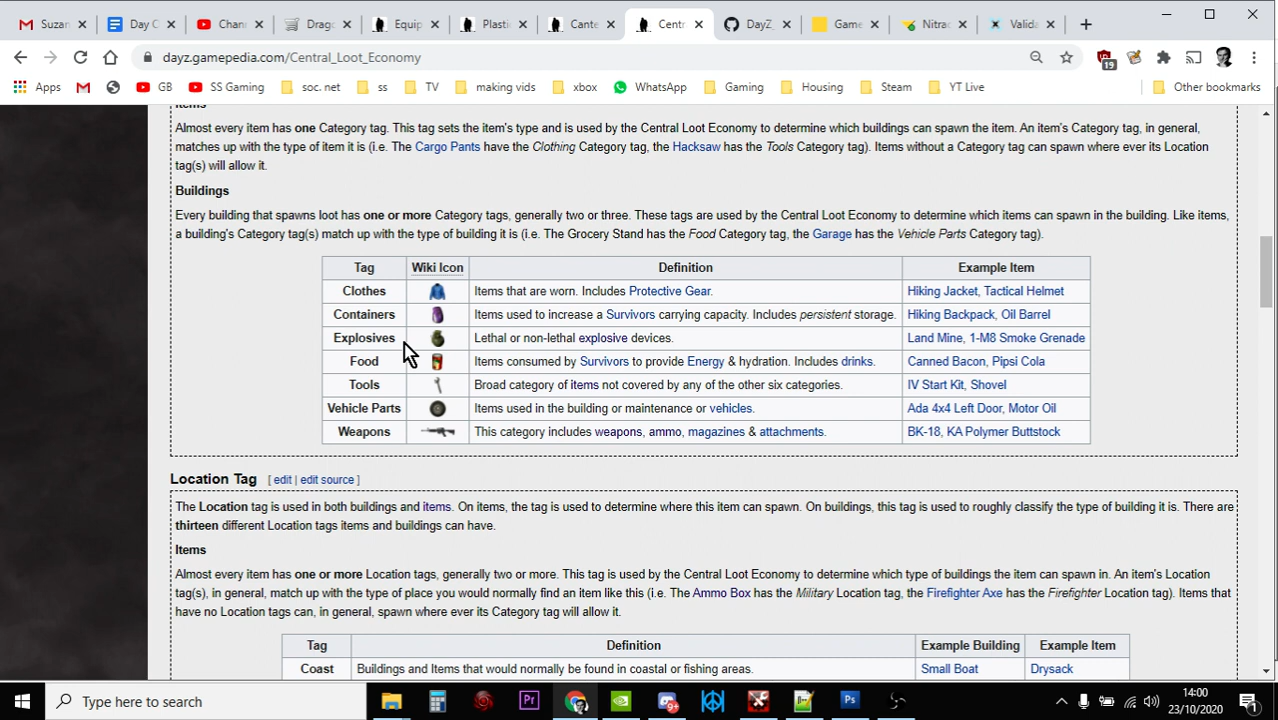 Suzan
Day C
Chann
Drago
Equip
Plastic
Cante
Centr
DayZ_
Game
Nitrac
Valida
dayz.gamepedia.com/Central_Loot_Economy
19
Apps
GB
SS Gaming
soc. net
ss
TV
making vids
xbox
WhatsApp
Gaming
Housing
Steam
YT Live
Other bookmarks
Items
Almost every item has one Category tag. This tag sets the item's type and is used by the Central Loot Economy to determine which buildings can spawn the item. An item's Category tag, in general,
matches up with the type of item it is (i.e. The Cargo Pants have the Clothing Category tag, the Hacksaw has the Tools Category tag). Items without a Category tag can spawn where ever its Location
tag(s) will allow it.
Buildings
Every building that spawns loot has one or more Category tags, generally two or three. These tags are used by the Central Loot Economy to determine which items can spawn in the building. Like items,
a building's Category tag(s) match up with the type of building it is (i.e. The Grocery Stand has the Food Category tag, the Garage has the Vehicle Parts Category tag).
Tag Wiki Icon Definition Example Item
Clothes Items that are worn. Includes Protective Gear. Hiking Jacket, Tactical Helmet
Containers Items used to increase a Survivors carrying capacity. Includes persistent storage. Hiking Backpack, Oil Barrel
Explosives Lethal or non-lethal explosive devices. Land Mine, 1-M8 Smoke Grenade
Food Items consumed by Survivors to provide Energy & hydration. Includes drinks. Canned Bacon, Pipsi Cola
Tools Broad category of items not covered by any of the other six categories. IV Start Kit, Shovel
Vehicle Parts Items used in the building or maintenance or vehicles. Ada 4x4 Left Door, Motor Oil
Weapons This category includes weapons, ammo, magazines & attachments. BK-18, KA Polymer Buttstock
Location Tag [ edit | edit source ]
The Location tag is used in both buildings and items. On items, the tag is used to determine where this item can spawn. On buildings, this tag is used to roughly classify the type of building it is. There are
thirteen different Location tags items and buildings can have.
Items
Almost every item has one or more Location tags, generally two or more. This tag is used by the Central Loot Economy to determine which type of buildings the item can spawn in. An item's Location
tag(s), in general, match up with the type of place you would normally find an item like this (i.e. The Ammo Box has the Military Location tag, the Firefighter Axe has the Firefighter Location tag). Items that
have no Location tags can, in general, spawn where ever its Category tag will allow it.
Tag Definition Example Building Example Item
Coast Buildings and Items that would normally be found in coastal or fishing areas. Small Boat Drysack
Type here to search
Pr
Ps
14:00
23/10/2020
1